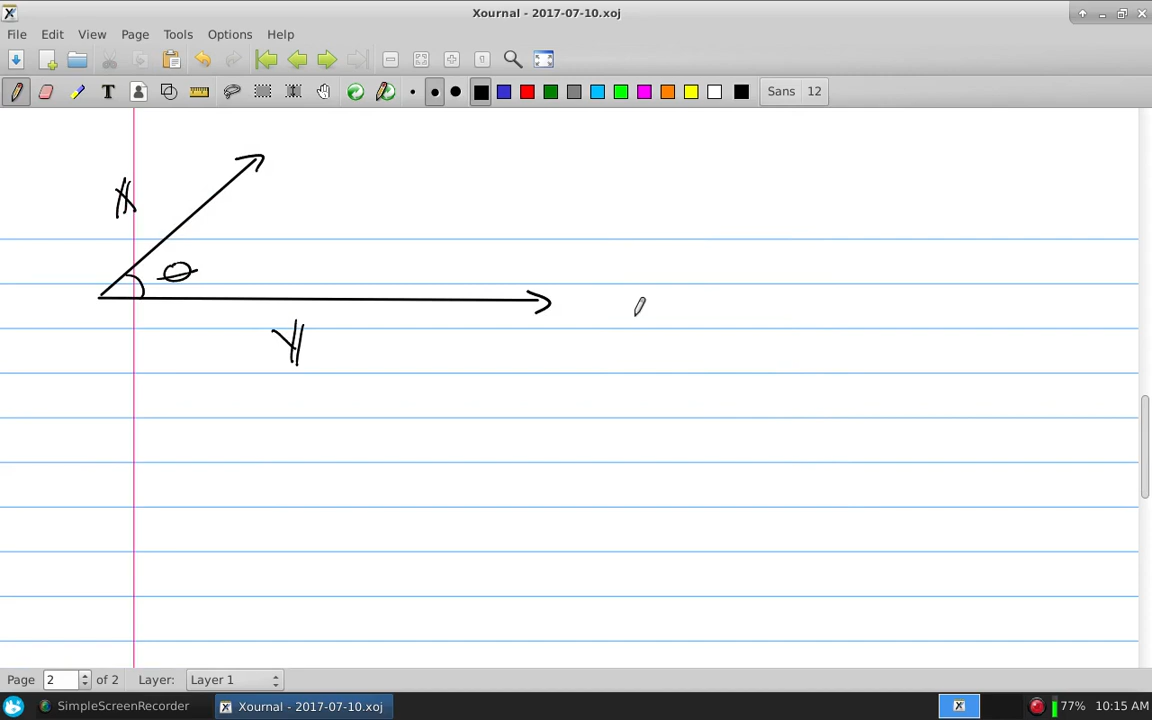 Xournal - 2017-07-10.xoj
File Edit View Page Tools Options Help
Sans 12
X
θ
Y
Page 2 of 2 Layer: Layer 1
SimpleScreenRecorder Xournal - 2017-07-10.xoj 77% 10:15 AM